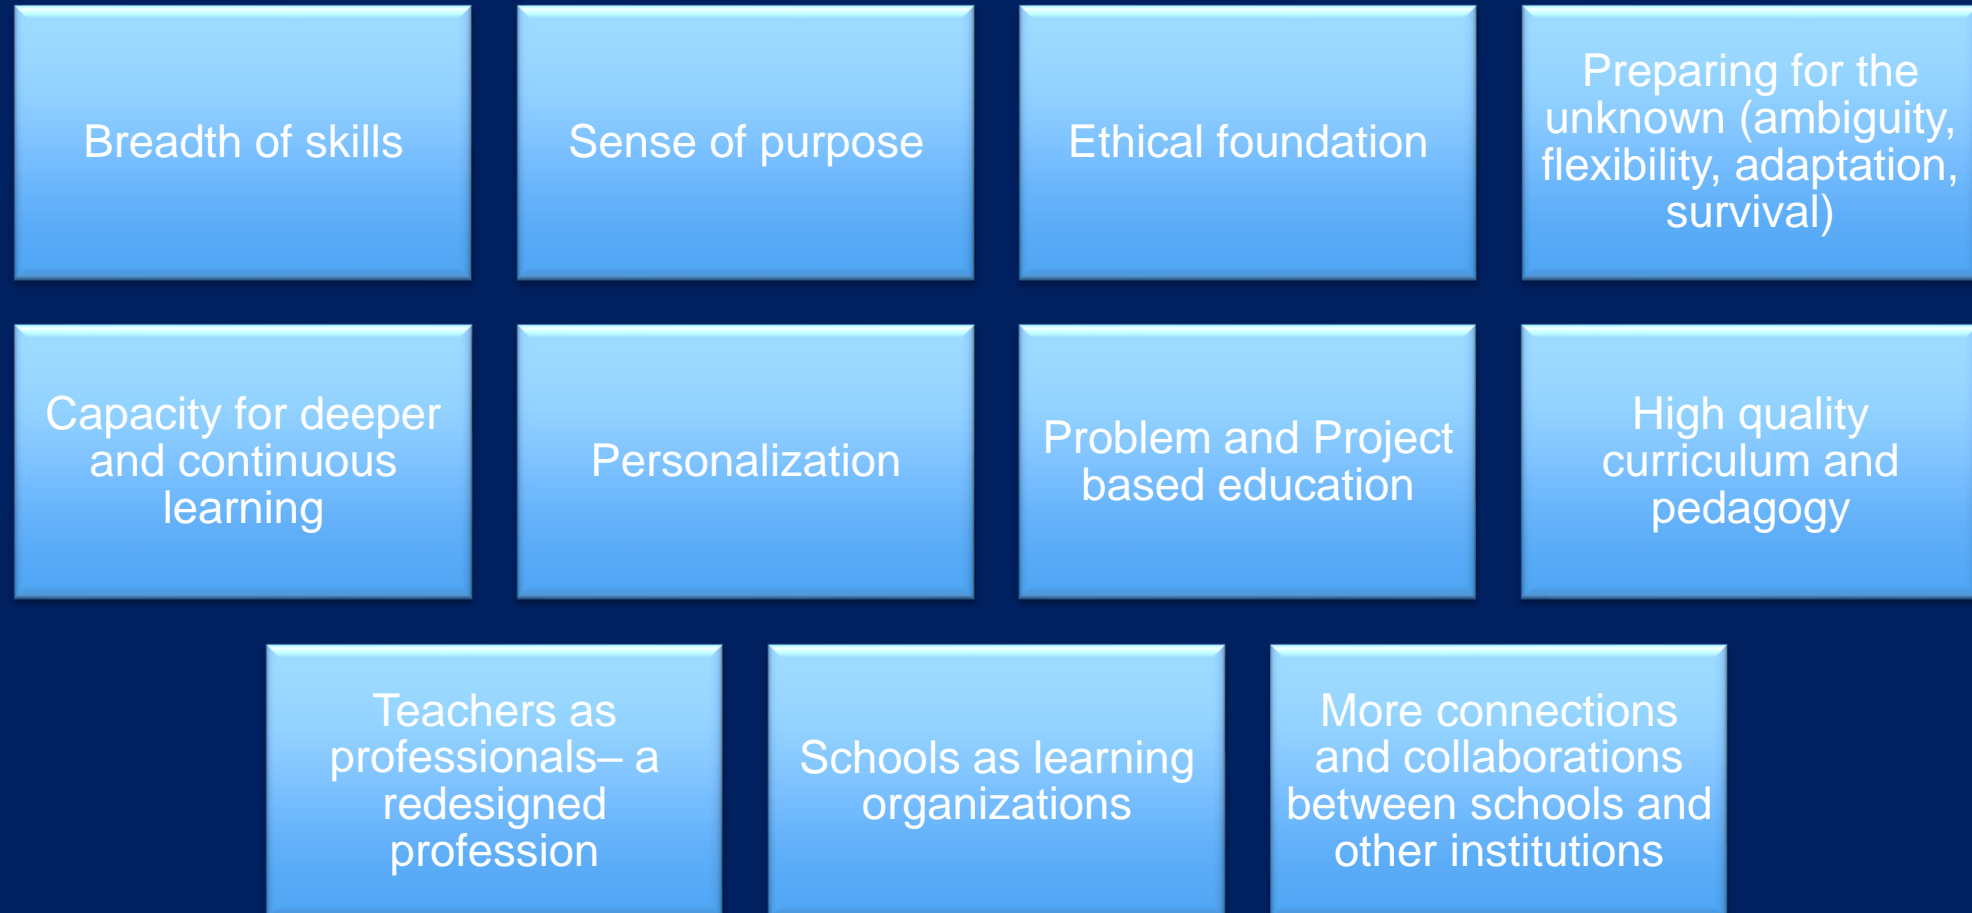 Breadth of skills
Sense of purpose
Ethical foundation
Preparing for the
unknown (ambiguity,
flexibility, adaptation,
survival)
Capacity for deeper
and continuous
learning
Personalization
Problem and Project
based education
High quality
curriculum and
pedagogy
Teachers as
professionals– a
redesigned
profession
Schools as learning
organizations
More connections
and collaborations
between schools and
other institutions